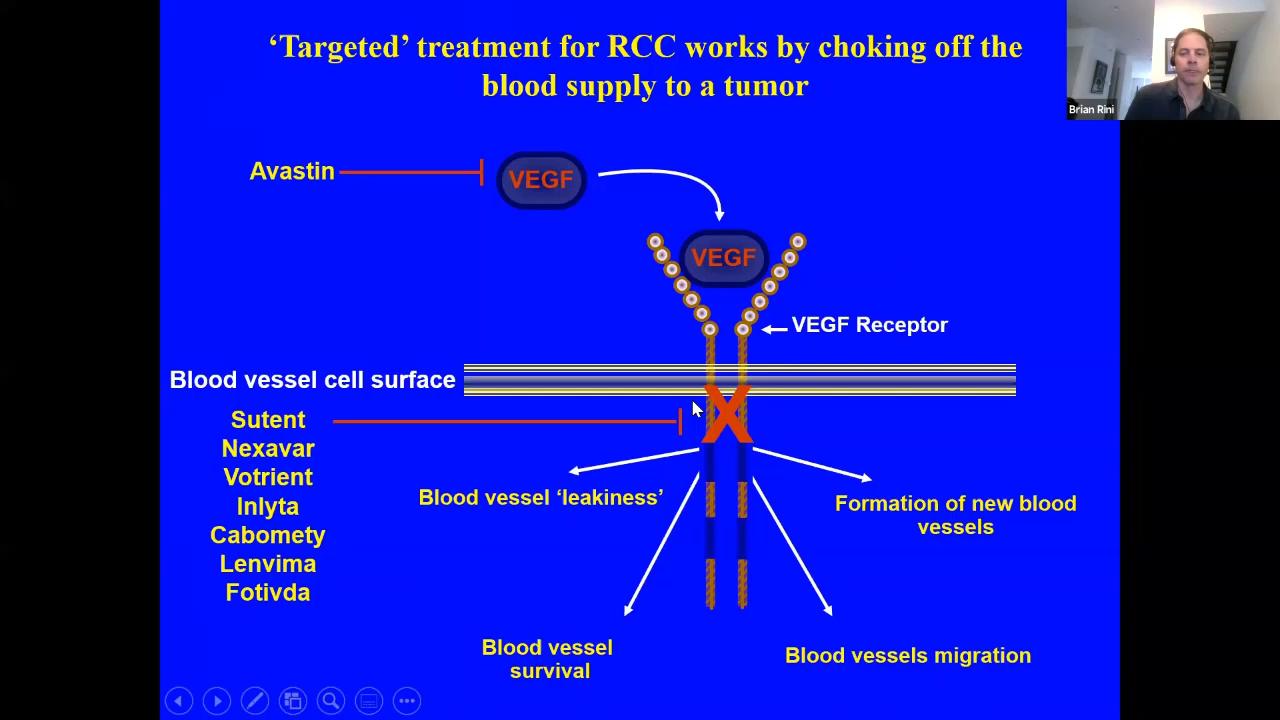 ‘Targeted’ treatment for RCC works by choking off the
blood supply to a tumor
Brian Rini
Avastin
VEGF
VEGF
VEGF Receptor
Blood vessel cell surface
Sutent
Nexavar
Votrient
Inlyta
Cabomety
Lenvima
Fotivda
X
Blood vessel ‘leakiness’
Formation of new blood
vessels
Blood vessel
survival
Blood vessels migration